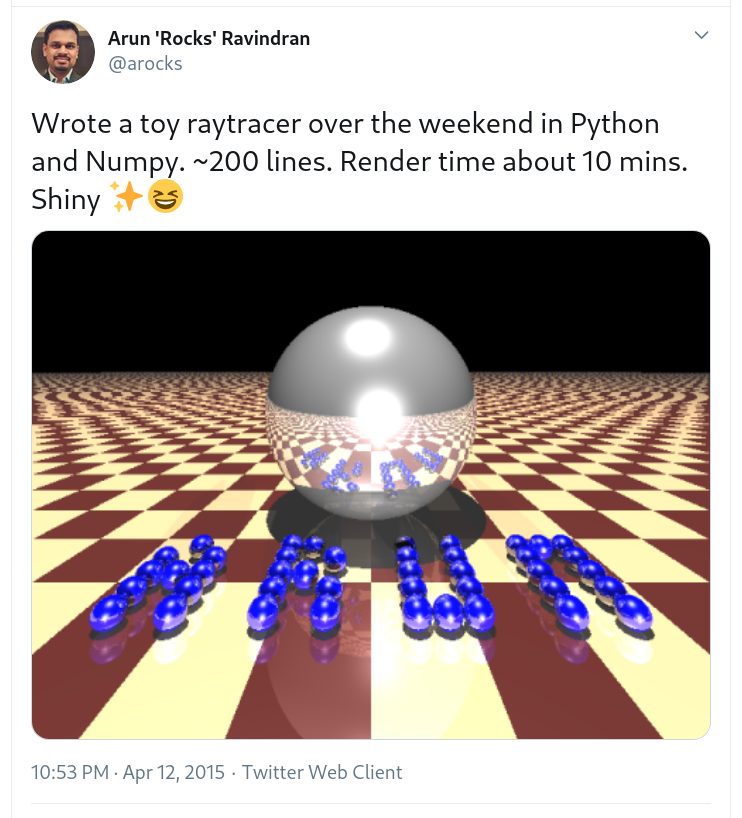 Arun 'Rocks' Ravindran
@arocks
Wrote a toy raytracer over the weekend in Python
and Numpy. ~200 lines. Render time about 10 mins.
Shiny ✨😆
ARUN
10:53 PM · Apr 12, 2015 · Twitter Web Client